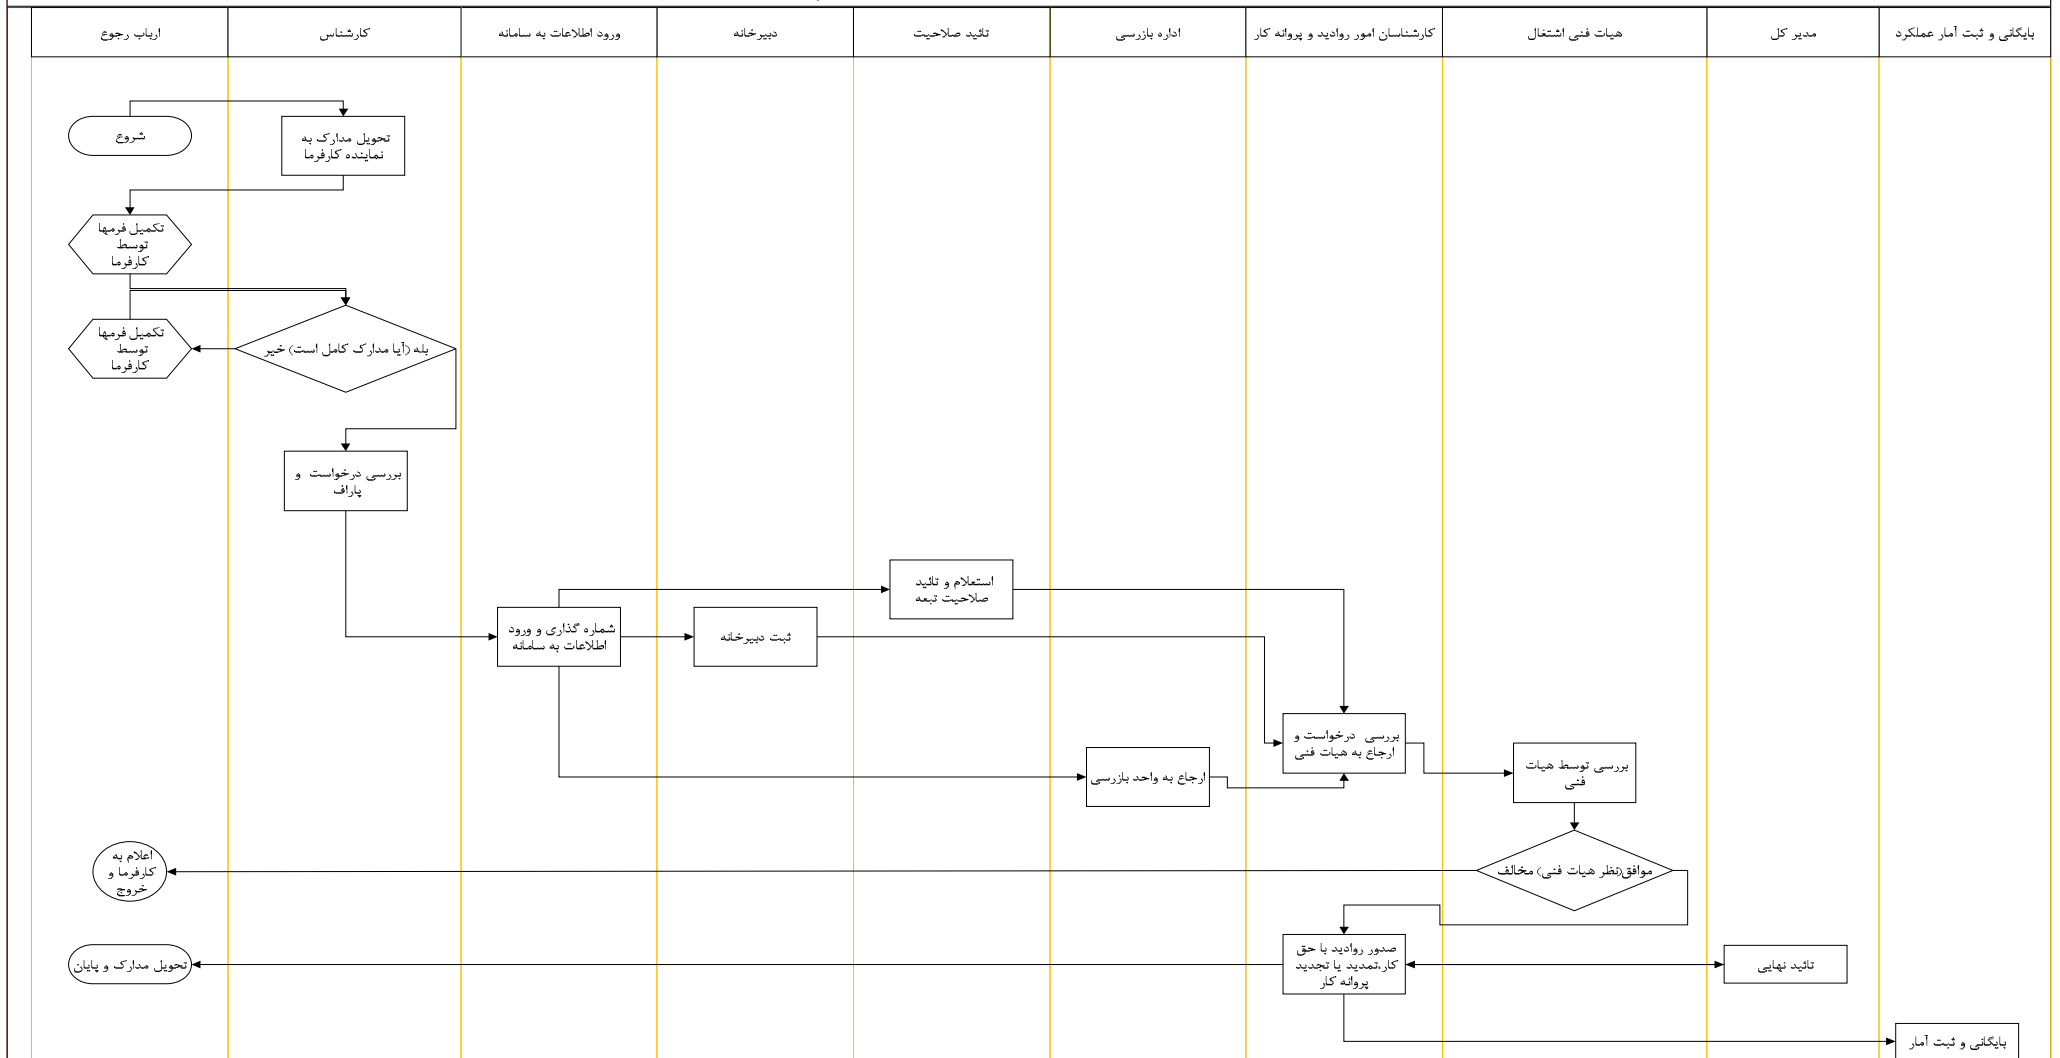 ارباب رجوع
کارشناس
ورود اطلاعات به سامانه
دبیرخانه
تائید صلاحیت
اداره بازرسی
کارشناسان امور روادید و پروانه کار
هیات فنی اشتغال
مدیر کل
بایگانی و ثبت آمار عملکرد
شروع
تحویل مدارک به
نماینده کارفرما
تکمیل فرمها
توسط
کارفرما
تکمیل فرمها
توسط
کارفرما
بله (آیا مدارک کامل است) خیر
بررسی درخواست و
پاراف
استعلام و تائید
صلاحیت تبعه
شماره گذاری و ورود
اطلاعات به سامانه
ثبت دبیرخانه
بررسی درخواست و
ارجاع به هیات فنی
ارجاع به واحد بازرسی
بررسی توسط هیات
فنی
اعلام به
کارفرما و
خروج
موافق(نظر هیات فنی) مخالف
صدور روادید با حق
کار،تمدید یا تجدید
پروانه کار
تحویل مدارک و پایان
تائید نهایی
بایگانی و ثبت آمار